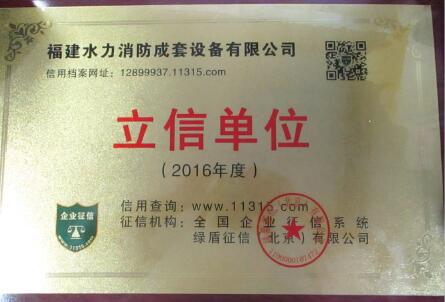 福建水力消防成套设备有限公司
信用档案网址：12899937.11315.com
立信单位
（2016年度）
信用查询：www.11315.com
征信机构：全国企业征信系统
绿盾征信（北京）有限公司
企业征信
www.11315.com